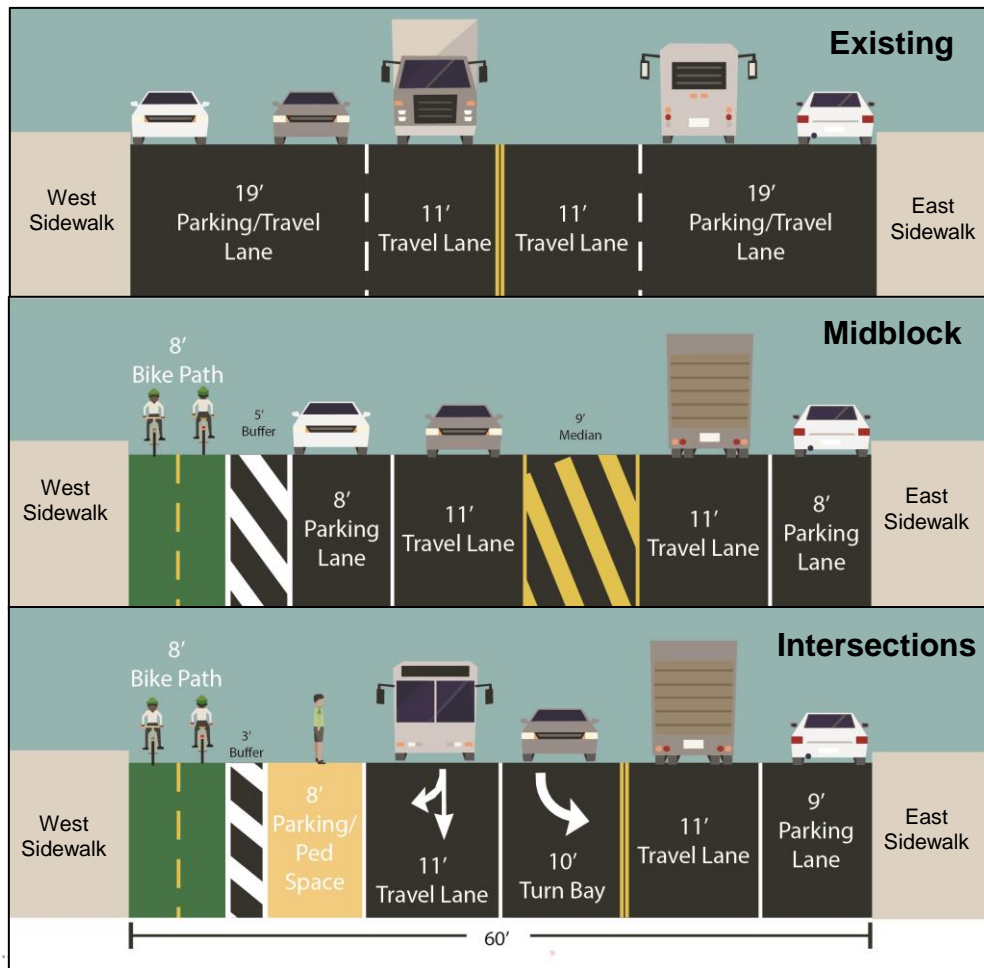 Existing
West
Sidewalk
19’
Parking/Travel
Lane
11’
Travel Lane
11’
Travel Lane
19’
Parking/Travel
Lane
East
Sidewalk
Midblock
8’
Bike Path
5’
Buffer
9’
Median
West
Sidewalk
8’
Parking
Lane
11’
Travel Lane
11’
Travel Lane
8’
Parking
Lane
East
Sidewalk
Intersections
8’
Bike Path
3’
Buffer
West
Sidewalk
8’
Parking/
Ped
Space
11’
Travel Lane
10’
Turn Bay
11’
Travel Lane
9’
Parking
Lane
East
Sidewalk
60’